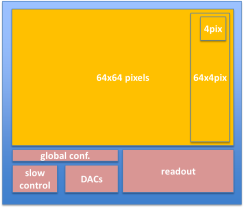 4pix
64x64 pixels
64x4pix
global conf.
slow
control
DACs
readout